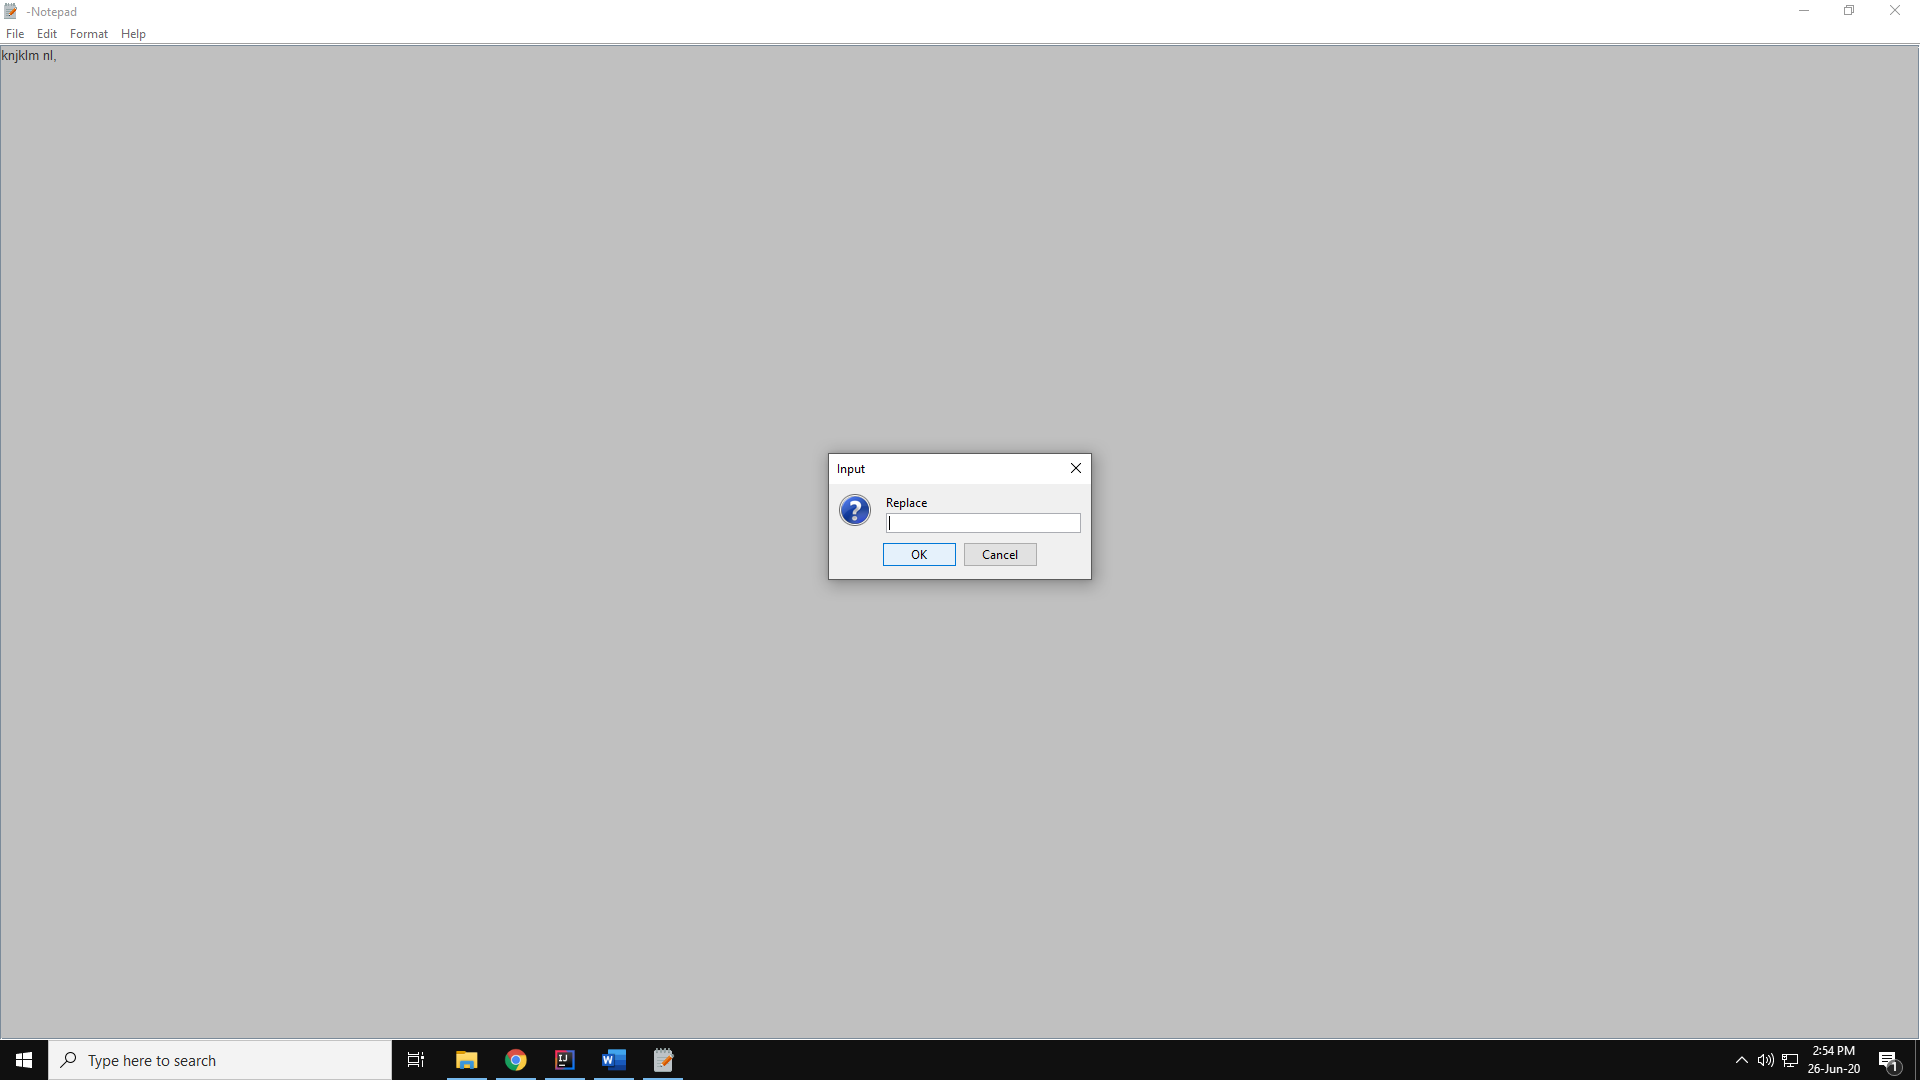 -Notepad
File Edit Format Help
knjklm nl,
Input
Replace
OK Cancel
Type here to search
2:54 PM
26-Jun-20
1